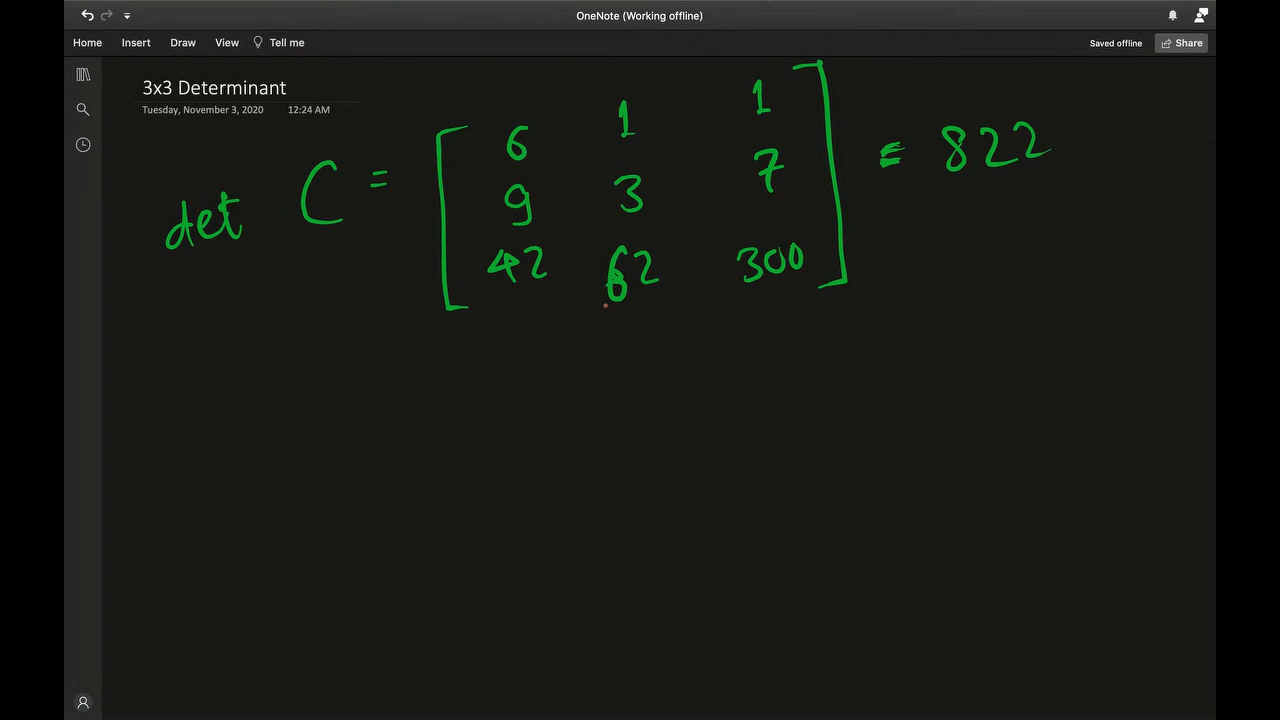 OneNote (Working offline)
Home Insert Draw View Tell me Saved offline Share
3x3 Determinant
Tuesday, November 3, 2020 12:24 AM
det C = [ 6 1 1
9 3 7
42 62 300 ] = 822